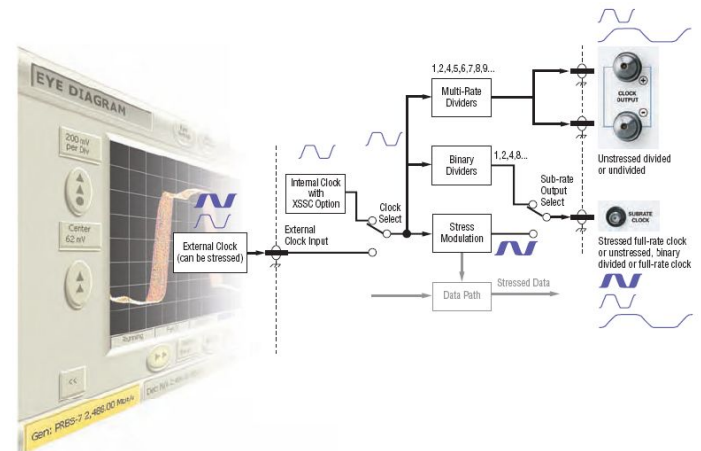 EYE DIAGRAM
200 mV
per Div
Center
62 mV
External Clock
(can be stressed)
External
Clock Input
Internal Clock
with
XSSC Option
Clock
Select
1,2,4,5,6,7,8,9...
Multi-Rate
Dividers
Binary
Dividers
1,2,4,8...
Stress
Modulation
Sub-rate
Output
Select
Data Path
Stressed Data
+
CLOCK
OUTPUT
−
Unstressed divided
or undivided
SUBRATE
CLOCK
Stressed full-rate clock
or unstressed, binary
divided or full-rate clock
Running
<<
Gen: PRBS-7 2,488.00 Mbit/s